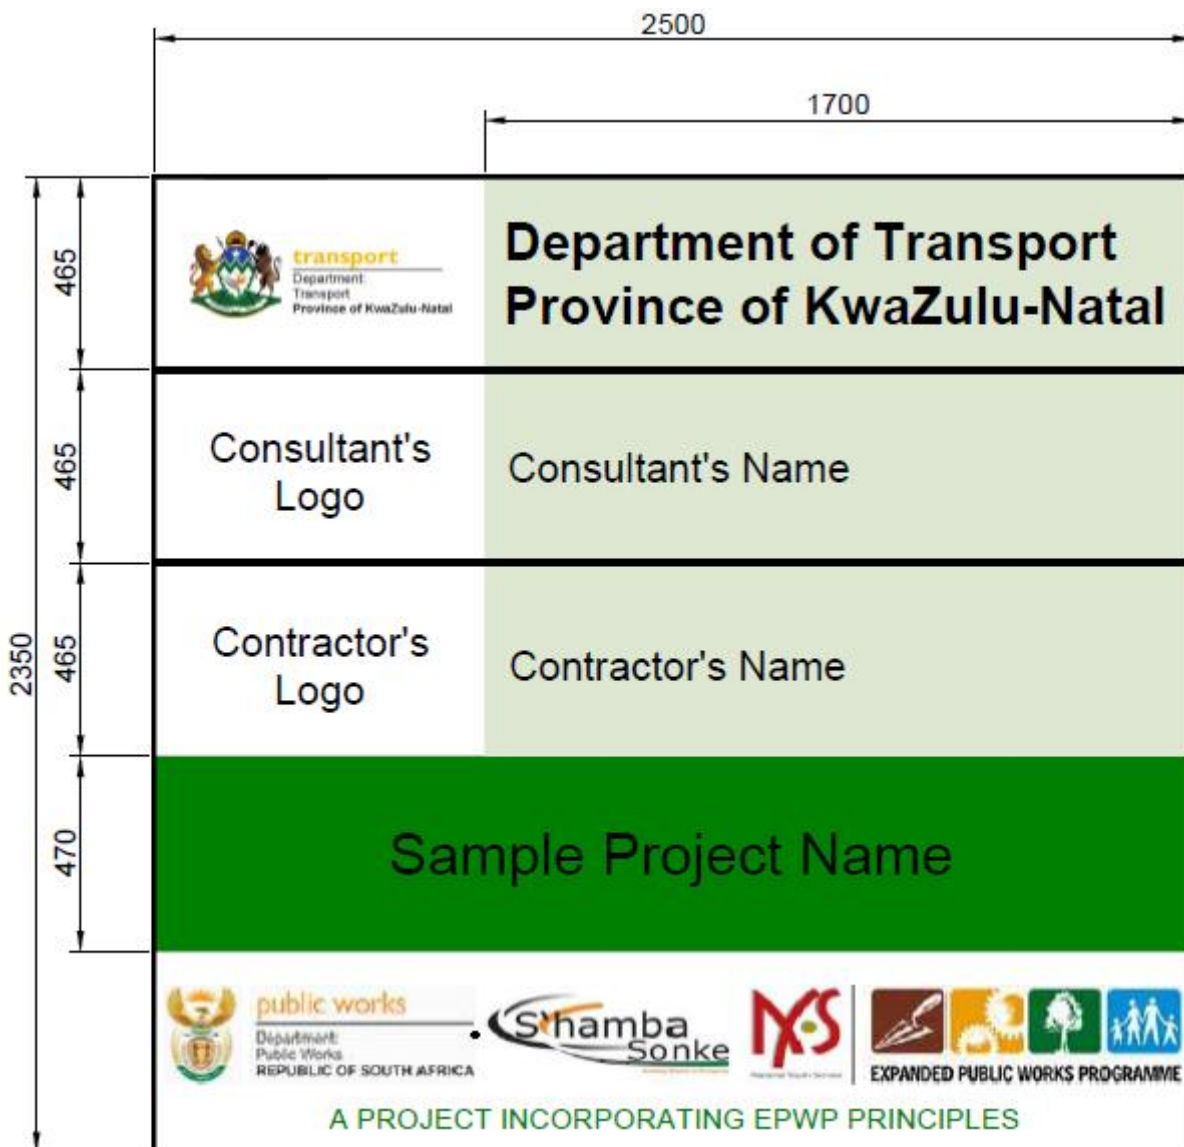 2500
1700
465
transport
Department:
Transport
Province of KwaZulu-Natal
Department of Transport
Province of KwaZulu-Natal
465
Consultant's
Logo
Consultant's Name
2350
465
Contractor's
Logo
Contractor's Name
470
Sample Project Name
public works
Department:
Public Works
REPUBLIC OF SOUTH AFRICA
S'hamba
Sonke
NYS
EXPANDED PUBLIC WORKS PROGRAMME
A PROJECT INCORPORATING EPWP PRINCIPLES